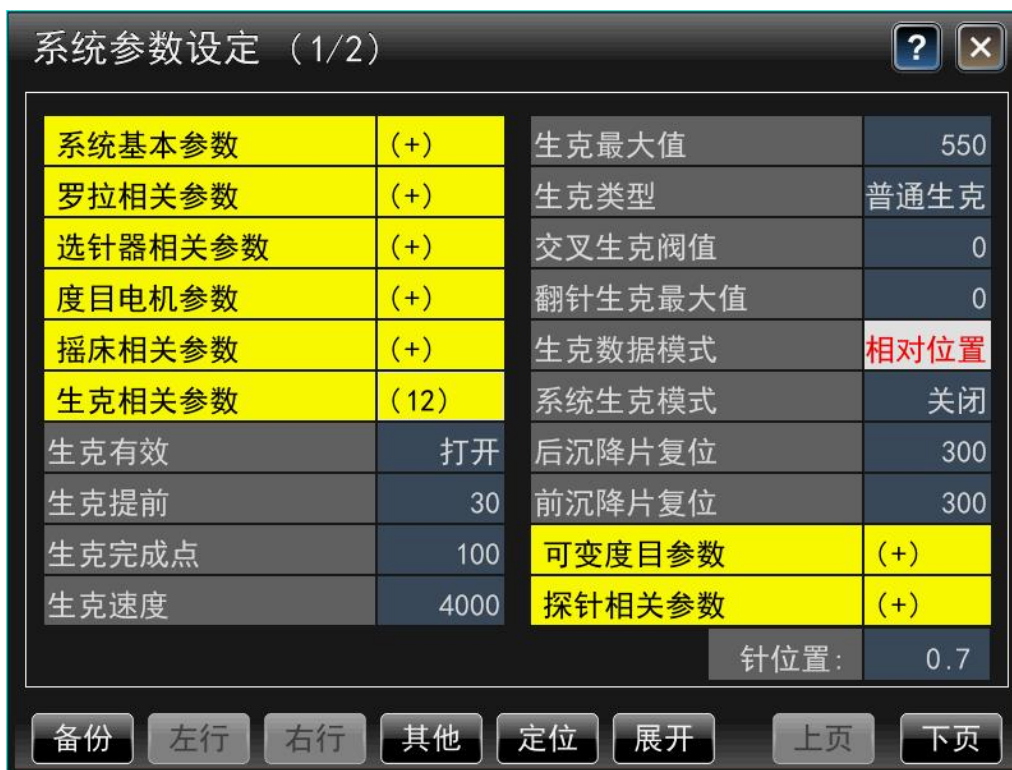 系统参数设定 (1/2) ? ×
系统基本参数 (+)
罗拉相关参数 (+)
选针器相关参数 (+)
度目电机参数 (+)
摇床相关参数 (+)
生克相关参数 (12)
生克有效 打开
生克提前 30
生克完成点 100
生克速度 4000
生克最大值 550
生克类型 普通生克
交叉生克阀值 0
翻针生克最大值 0
生克数据模式 相对位置
系统生克模式 关闭
后沉降片复位 300
前沉降片复位 300
可变度目参数 (+)
探针相关参数 (+)
针位置: 0.7
备份 左行 右行 其他 定位 展开 上页 下页